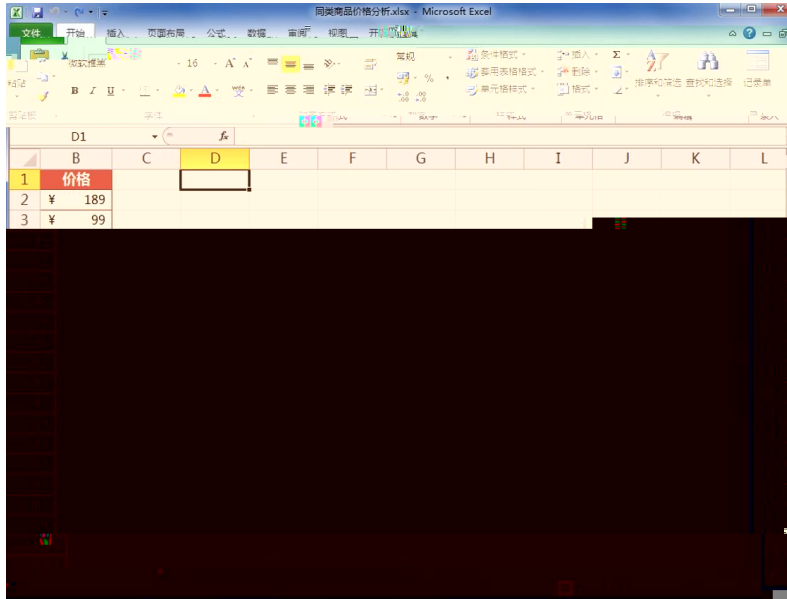 同类商品价格分析.xlsx - Microsoft Excel
文件 开始 插入 页面布局 公式 数据 审阅 视图
微软雅黑 16 A A 常规 条件格式 插入 Σ
% 套用表格格式 删除 排序和筛选 查找和选择 记录单
B I U A 单元格样式 格式
字体
D1 fx
B C D E F G H I J K L
1 价格
2 ¥ 189
3 ¥ 99